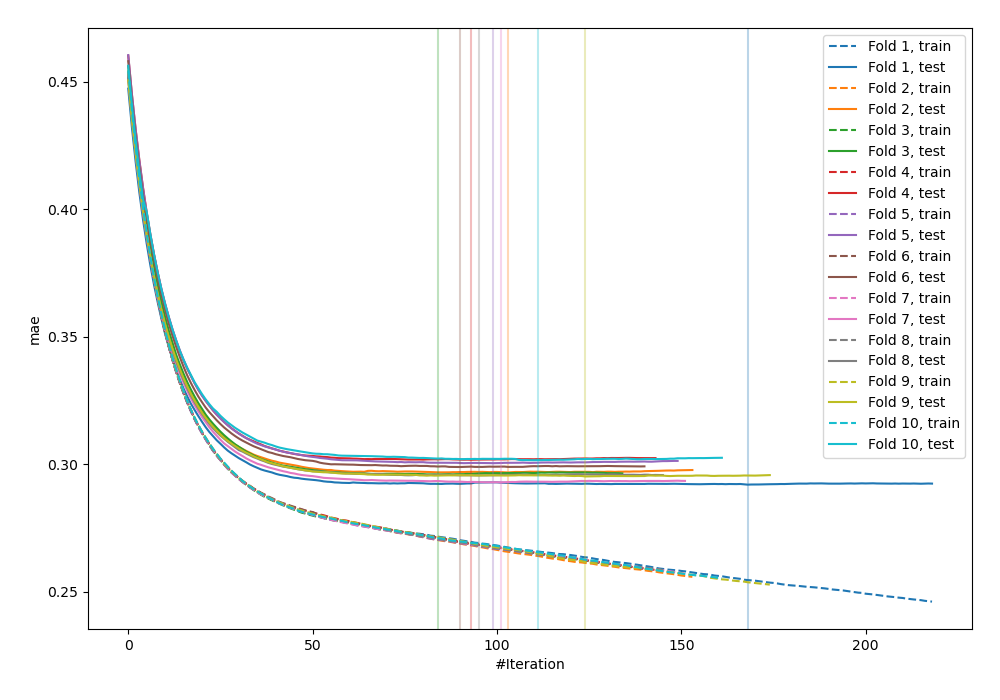 0.45
0.40
0.35
0.30
0.25
mae
0
50
100
150
200
#Iteration
Fold 1, train
Fold 1, test
Fold 2, train
Fold 2, test
Fold 3, train
Fold 3, test
Fold 4, train
Fold 4, test
Fold 5, train
Fold 5, test
Fold 6, train
Fold 6, test
Fold 7, train
Fold 7, test
Fold 8, train
Fold 8, test
Fold 9, train
Fold 9, test
Fold 10, train
Fold 10, test